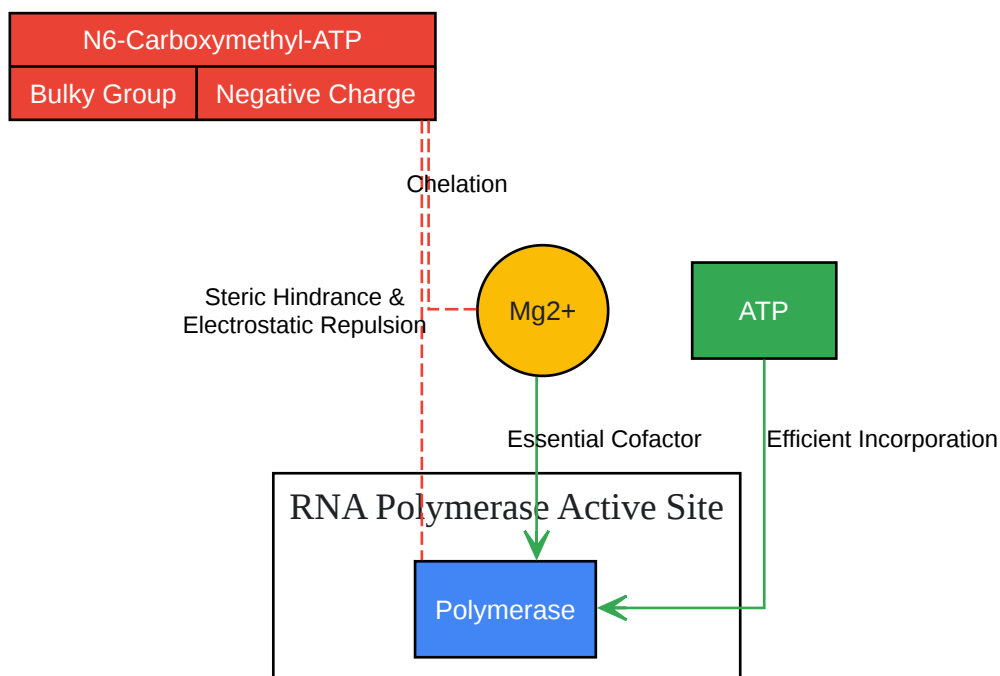 N6-Carboxymethyl-ATP
Bulky Group
Negative Charge
Chelation
Steric Hindrance &
Electrostatic Repulsion
Mg2+
ATP
Essential Cofactor
Efficient Incorporation
RNA Polymerase Active Site
Polymerase